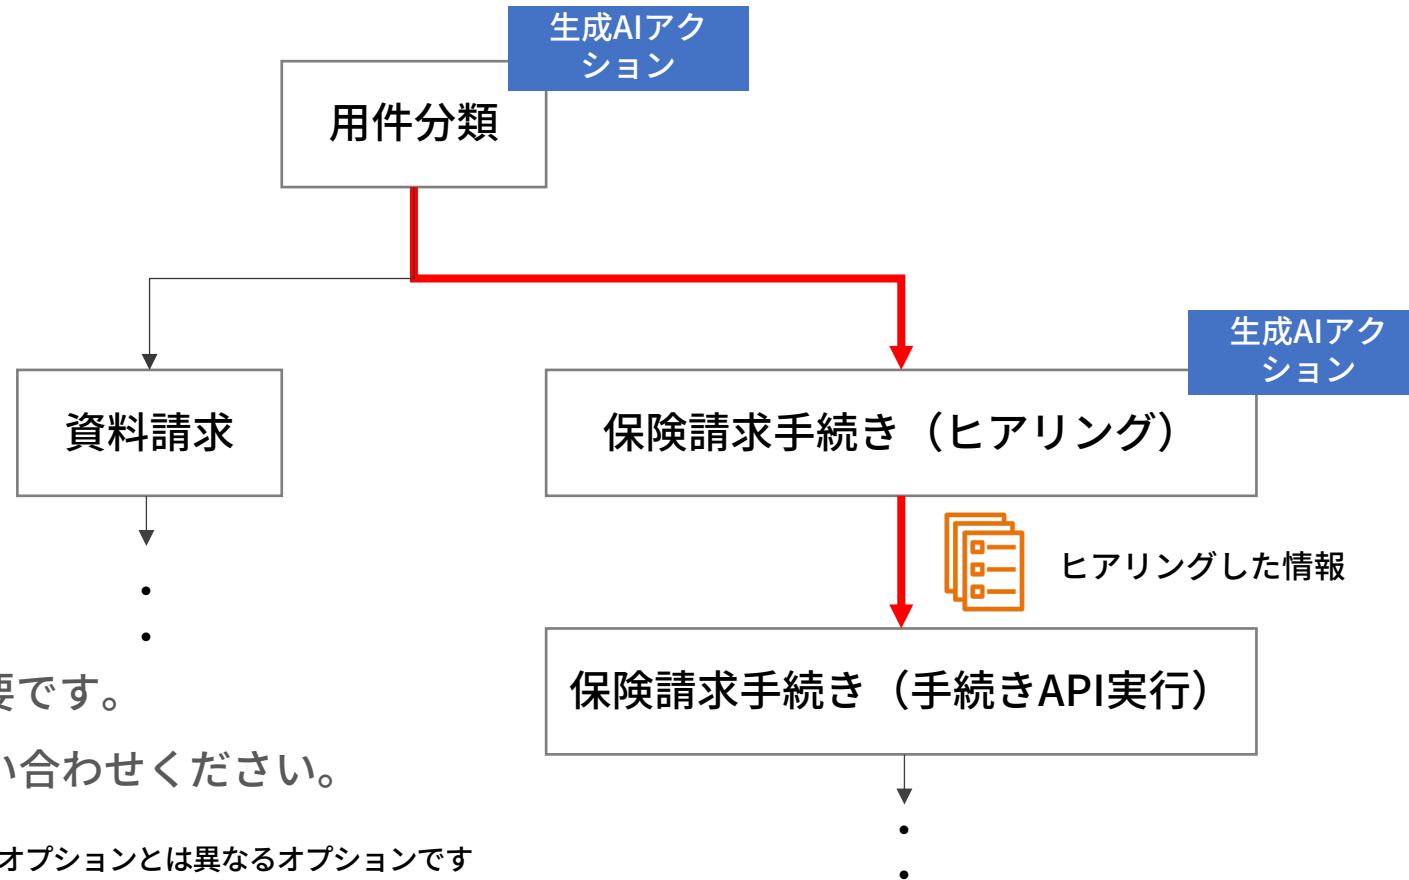 生成AIアク
ション
用件分類
生成AIアク
ション
資料請求
保険請求手続き（ヒアリング）
ヒアリングした情報
保険請求手続き（手続きAPI実行）
要です。
い合わせください。
オプションとは異なるオプションです